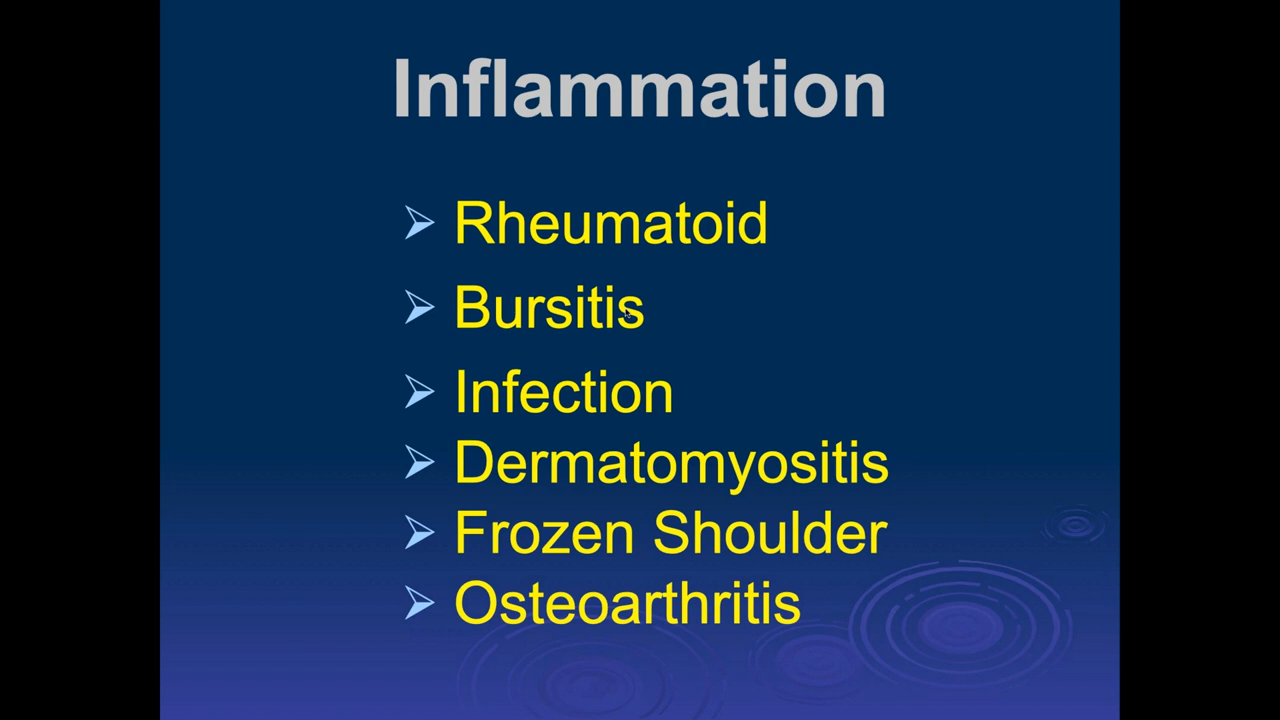 Inflammation
Rheumatoid
Bursitis
Infection
Dermatomyositis
Frozen Shoulder
Osteoarthritis